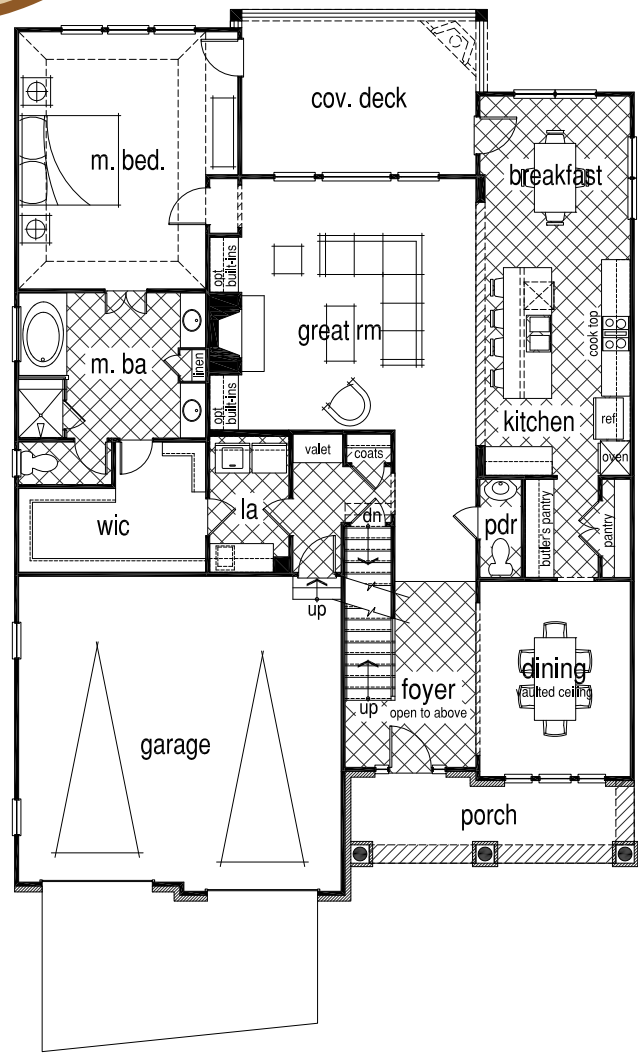 cov. deck
m. bed.
breakfast
opt
built-ins
great rm
cook top
m. ba
linen
opt
built-ins
kitchen
ref
valet
coats
oven
wic
la
dn
pdr
butler's pantry
pantry
up
up
foyer
open to above
dining
vaulted ceiling
garage
porch